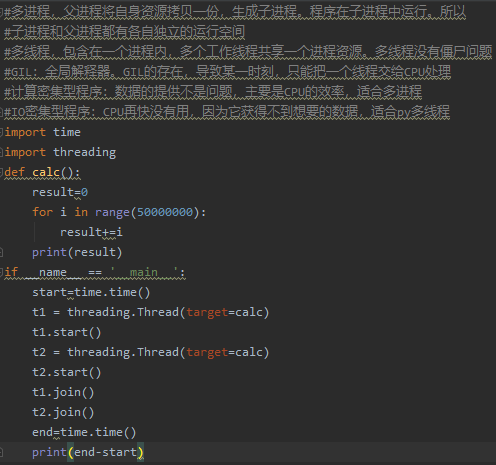 #多进程，父进程将自身资源拷贝一份，生成子进程。程序在子进程中运行。所以
#子进程和父进程都有各自独立的运行空间
#多线程，包含在一个进程内，多个工作线程共享一个进程资源。多线程没有僵尸问题
#GIL：全局解程器。GIL的存在，导致某一时刻，只能把一个线程交给CPU处理
#计算密集型程序：数据的提供不是问题，主要是CPU的效率，适合多进程
#IO密集型程序：CPU再快没有用，因为它获得不到想要的数据，适合py多线程
import time
import threading
def calc():
    result=0
    for i in range(50000000):
        result+=i
    print(result)
if __name__ == '__main__':
    start=time.time()
    t1 = threading.Thread(target=calc)
    t1.start()
    t2 = threading.Thread(target=calc)
    t2.start()
    t1.join()
    t2.join()
    end=time.time()
    print(end-start)